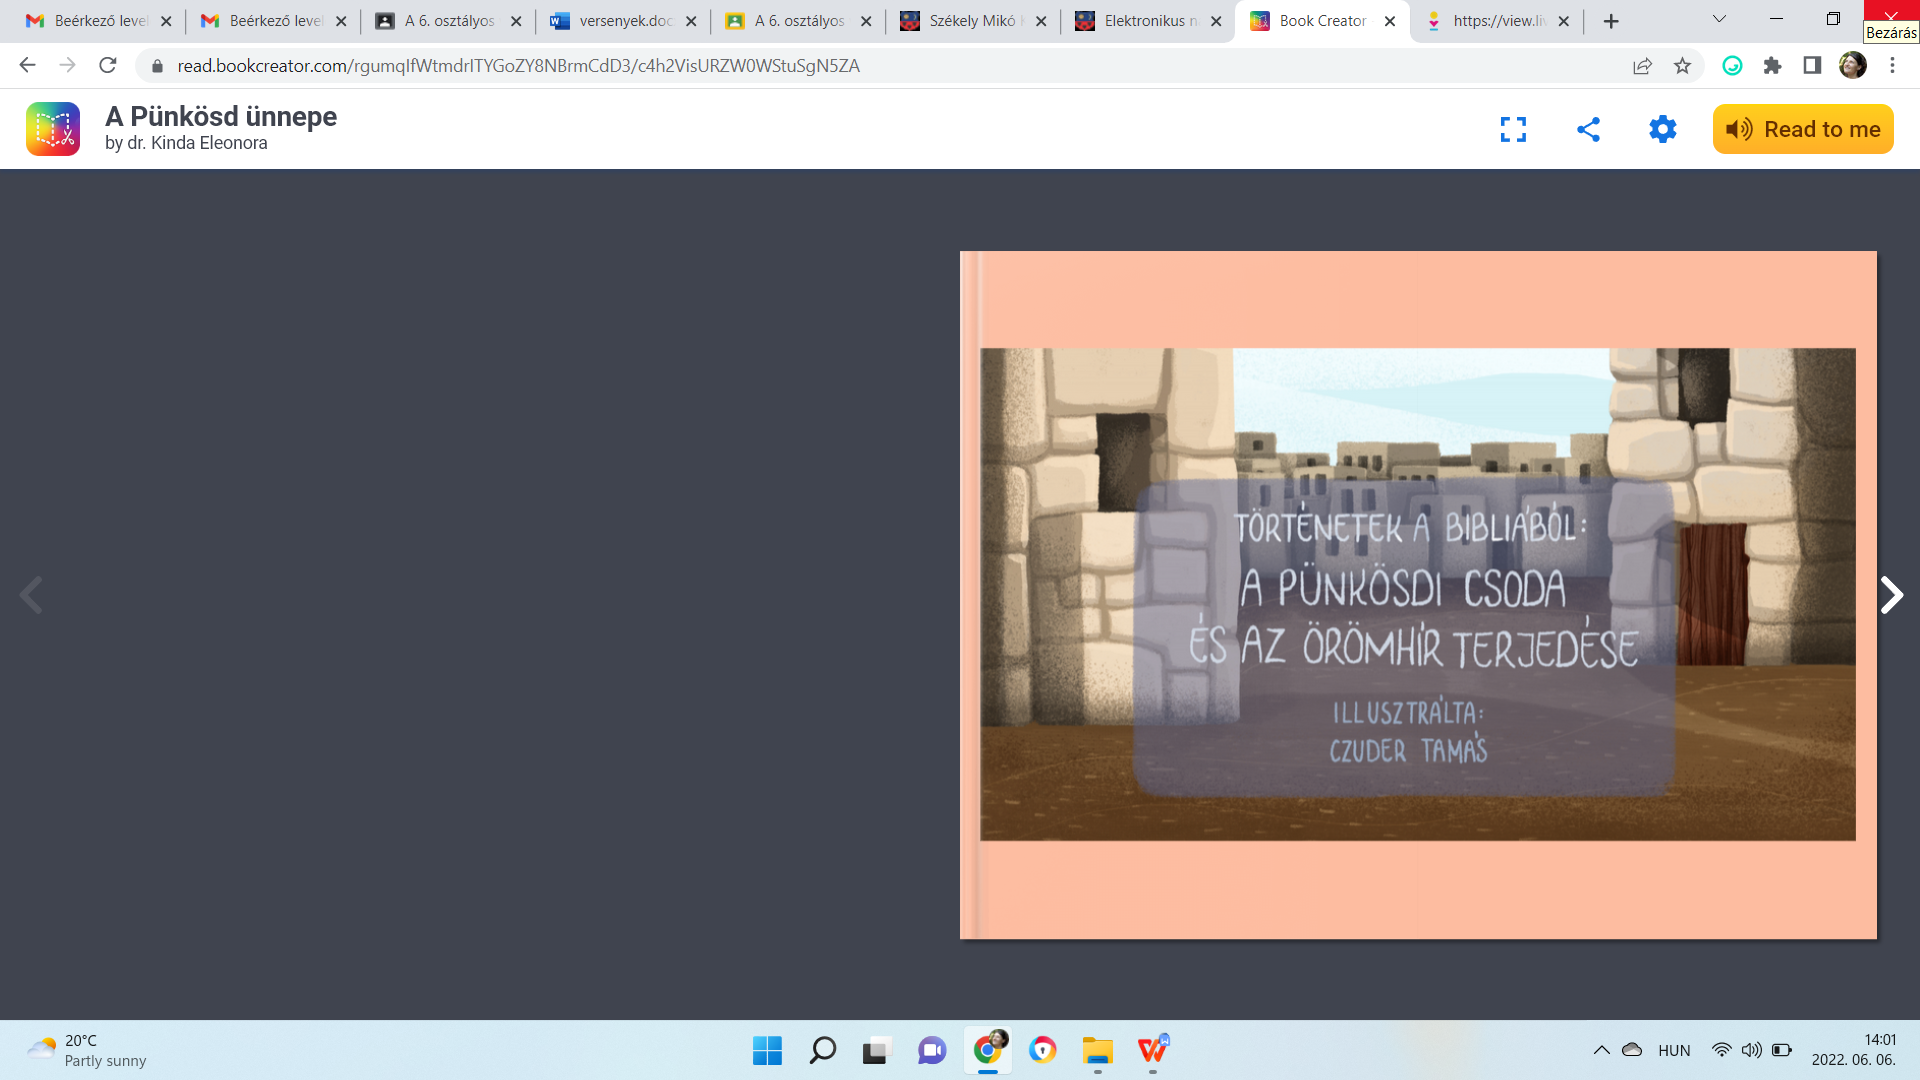 Beérkező level
Beérkező level
A 6. osztályos
versenyek.doc
A 6. osztályos
Székely Mikó
Elektronikus n
Book Creator
https://view.liv
Bezárás
read.bookcreator.com/rgumqIfWtmdrITYGoZY8NBrmCdD3/c4h2VisURZW0WStuSgN5ZA
A Pünkösd ünnepe
by dr. Kinda Eleonora
Read to me
TÖRTÉNETEK A BIBLIÁBÓL:
A PÜNKÖSDI CSODA
ÉS AZ ÖRÖMHÍR TERJEDÉSE
ILLUSZTRÁLTA:
CZUDER TAMÁS
20°C
Partly sunny
HUN
14:01
2022. 06. 06.